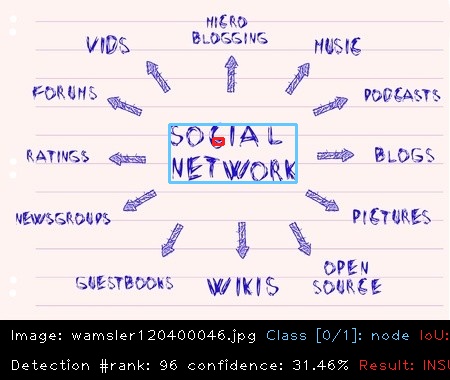 MICRO
BLOGGING
VIDS
MUSIC
FORUMS
PODCASTS
SOCIAL
NETWORK
RATINGS
BLOGS
NEWSGROUPS
PICTURES
GUESTBOOKS
WIKIS
OPEN
SOURCE
Image: wamsler120400046.jpg Class [0/1]: node IoU:
Detection #rank: 96 confidence: 31.46% Result: INSU